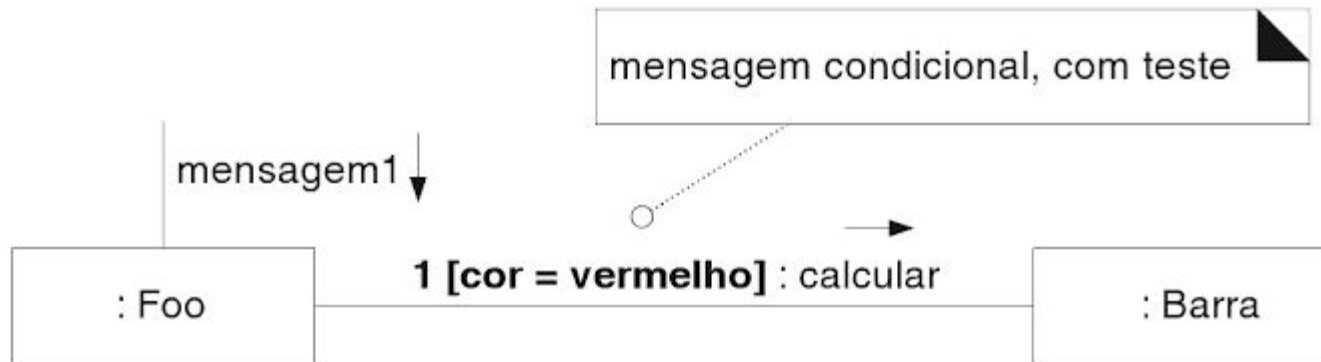 mensagem condicional, com teste
mensagem1
1 [cor = vermelho] : calcular
: Foo
: Barra